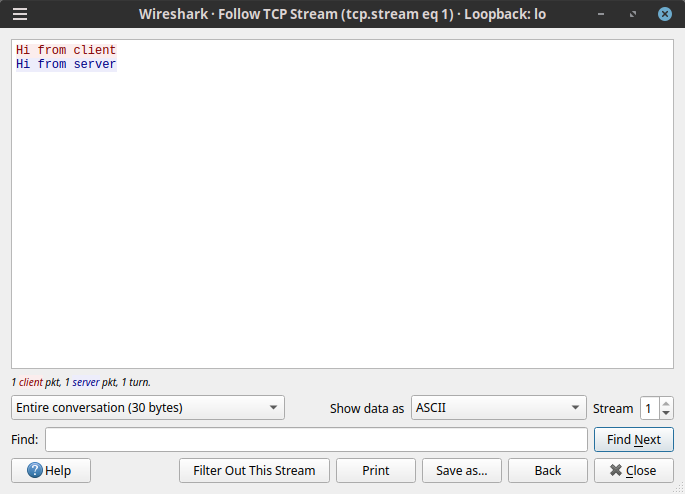 Wireshark · Follow TCP Stream (tcp.stream eq 1) · Loopback: lo
Hi from client
Hi from server
1 client pkt, 1 server pkt, 1 turn.
Entire conversation (30 bytes) Show data as ASCII Stream 1
Find: Find Next
Help Filter Out This Stream Print Save as... Back Close